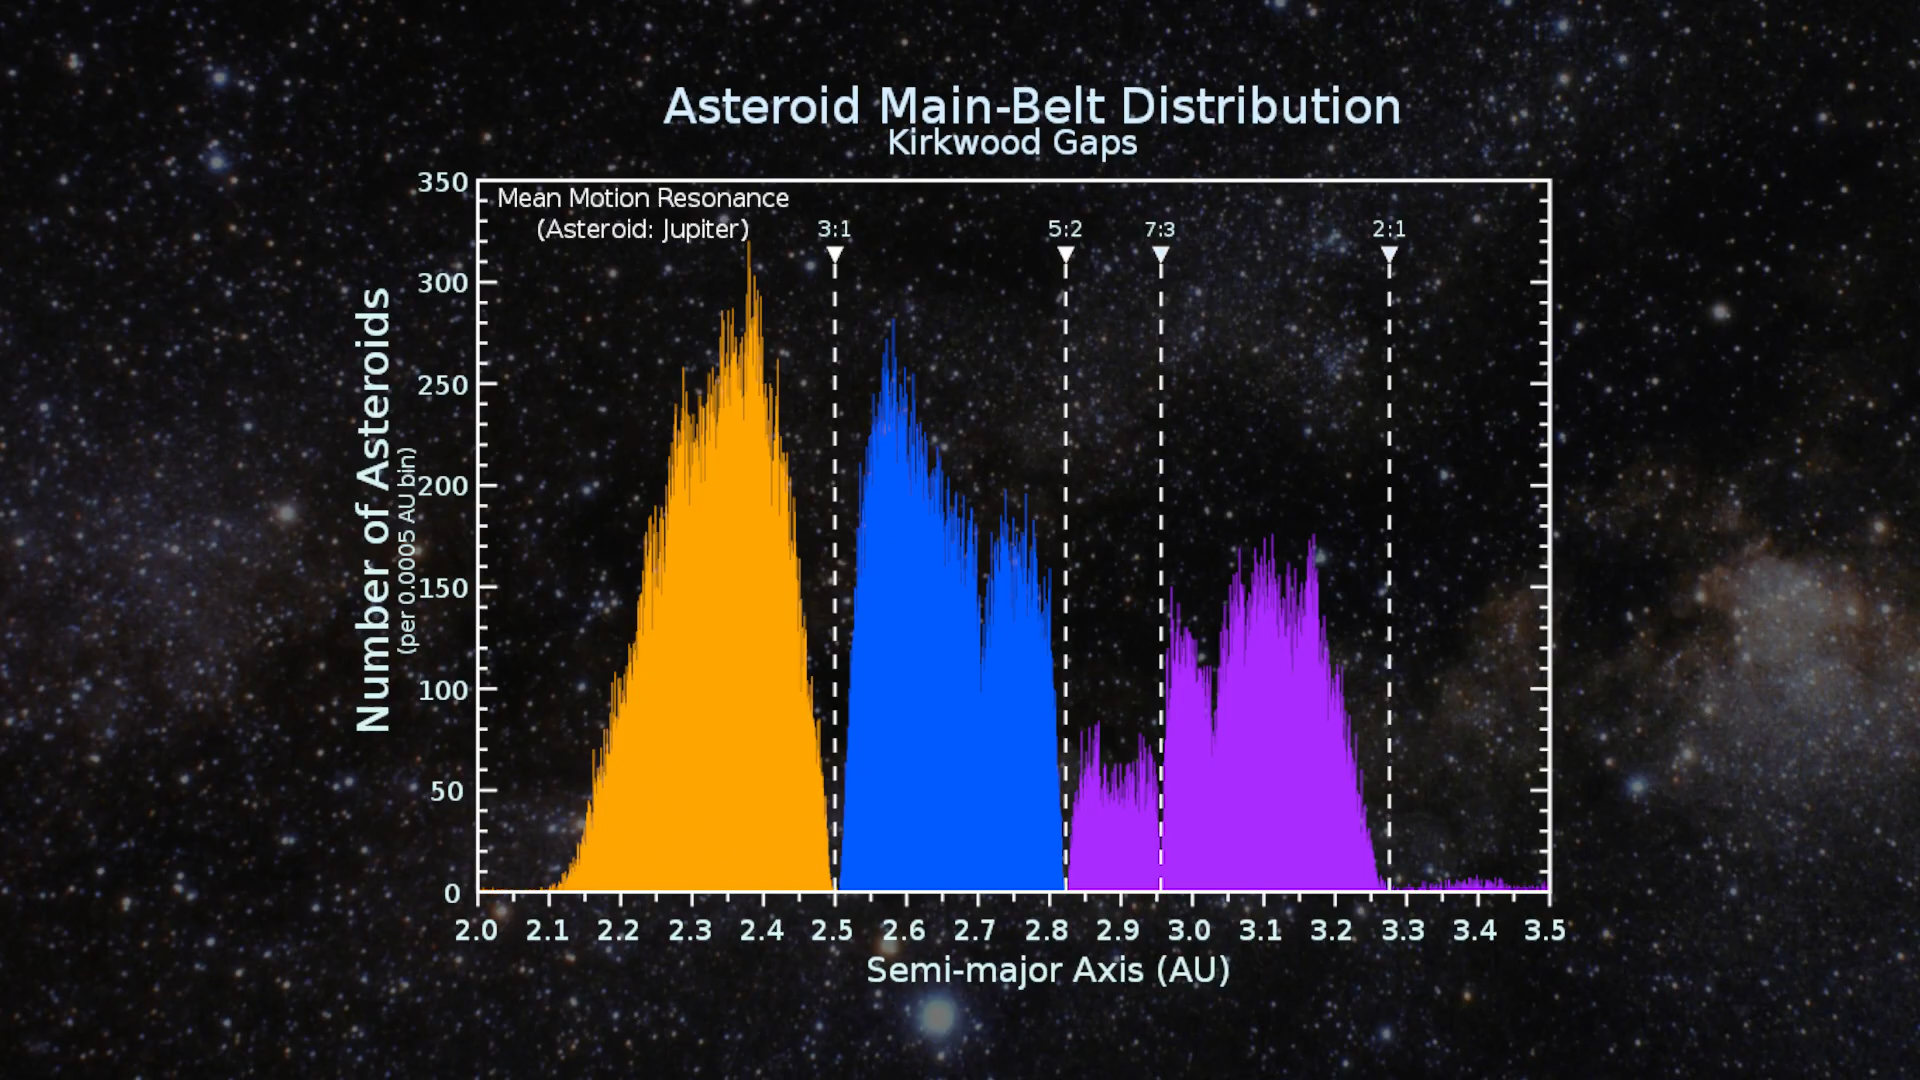 Asteroid Main-Belt Distribution
Kirkwood Gaps
Mean Motion Resonance
(Asteroid: Jupiter)
3:1
5:2
7:3
2:1
Number of Asteroids
(per 0.0005 AU bin)
350
300
250
200
150
100
50
0
2.0 2.1 2.2 2.3 2.4 2.5 2.6 2.7 2.8 2.9 3.0 3.1 3.2 3.3 3.4 3.5
Semi-major Axis (AU)